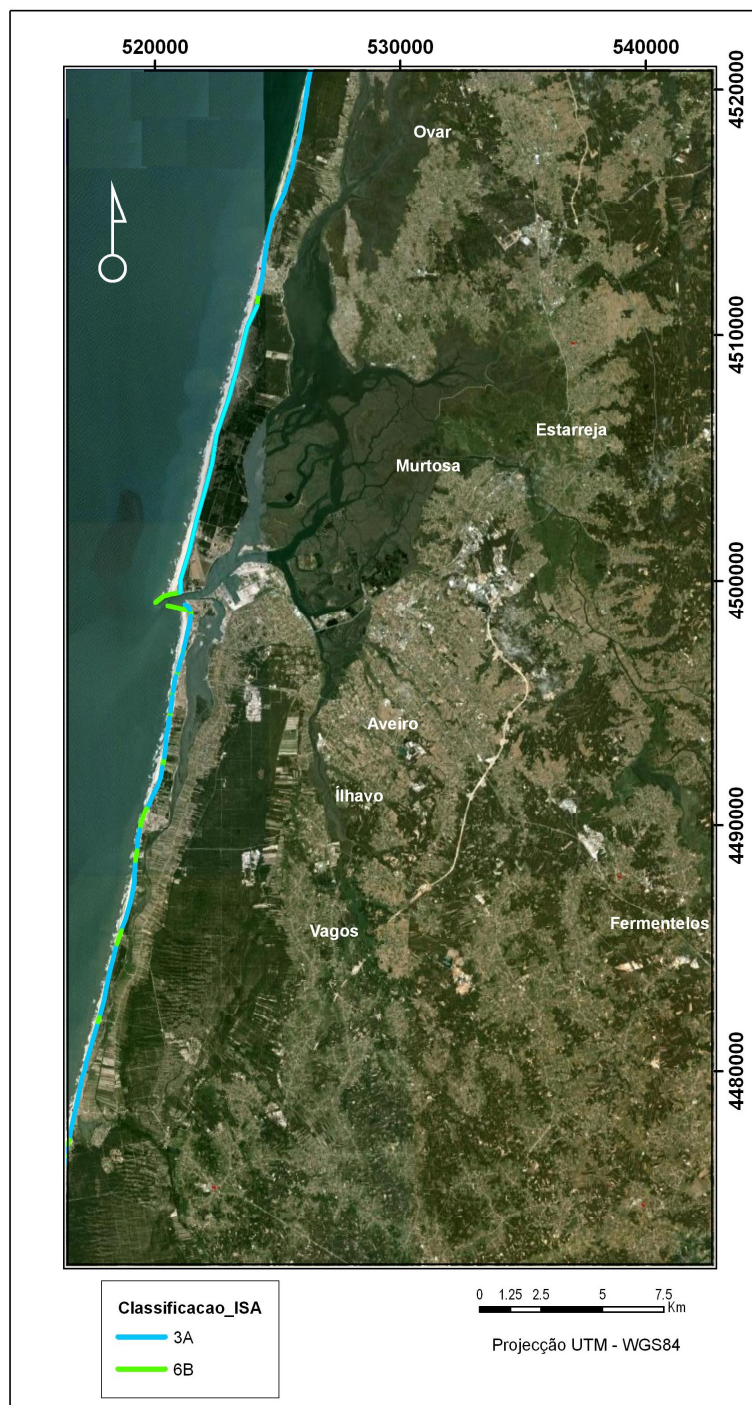 520000 530000 540000
4520000
Ovar
4510000
Estarreja
Murtosa
4500000
Aveiro
Ílhavo
4490000
Vagos
Fermentelos
4480000
Classificacao_ISA
3A
6B
0 1.25 2.5 5 7.5
Km
Projecção UTM - WGS84